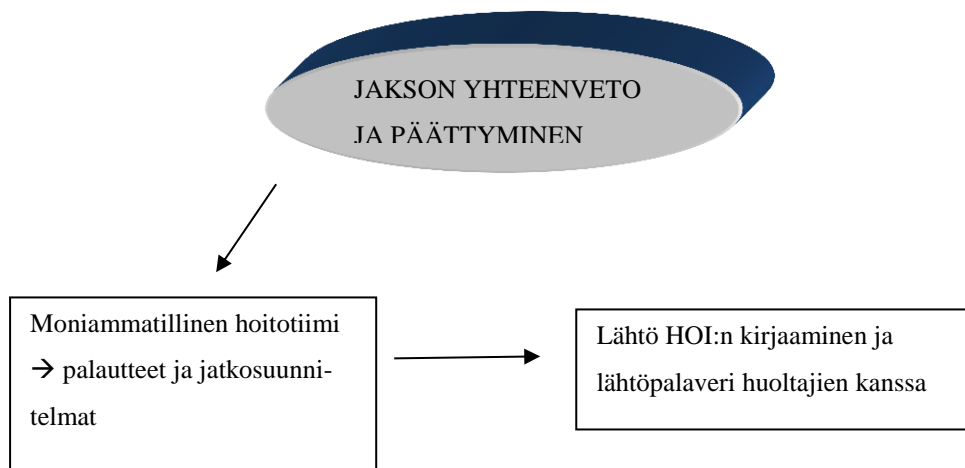 JAKSON YHTEENVETO
JA PÄÄTTYMINEN
Moniammatillinen hoitotiimi
→ palautteet ja jatkosuunni-
telmat
Lähtö HOI:n kirjaaminen ja
lähtöpalaveri huoltajien kanssa